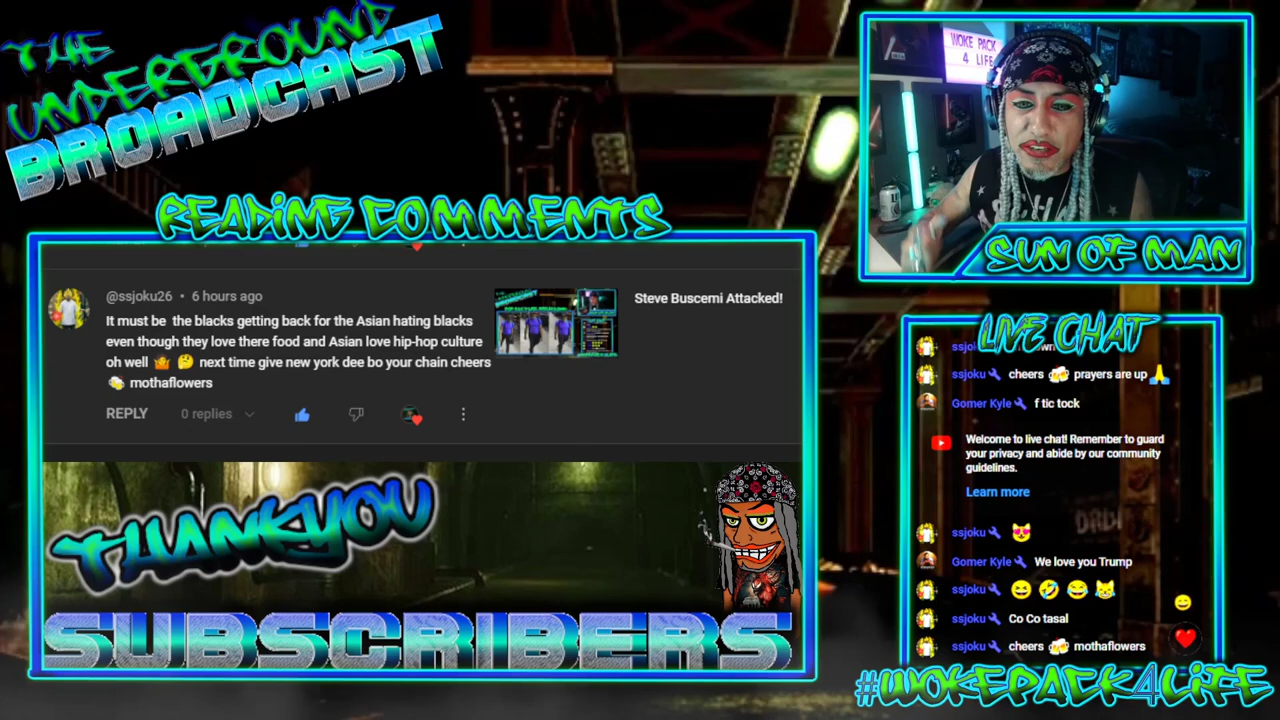 THE
UNDERGROUND
BROADCAST
READING COMMENTS
@ssjoku26 • 6 hours ago
It must be the blacks getting back for the Asian hating blacks
even though they love there food and Asian love hip-hop culture
oh well 🤷 🤔 next time give new york dee bo your chain cheers
🍻 mothaflowers
REPLY 0 replies
Steve Buscemi Attacked!
THANKYOU
SUBSCRIBERS
WOKE PACK
4 LIFE
SUN OF MAN
LIVE CHAT
ssjoku cheers 🍻 prayers are up 🙏
Gomer Kyle f tic tock
Welcome to live chat! Remember to guard
your privacy and abide by our community
guidelines.
Learn more
ssjoku 😻
Gomer Kyle We love you Trump
ssjoku 😆 🤣 😂 😹
ssjoku Co Co tasal
ssjoku cheers 🍻 mothaflowers
#WOKEPACK4LIFE